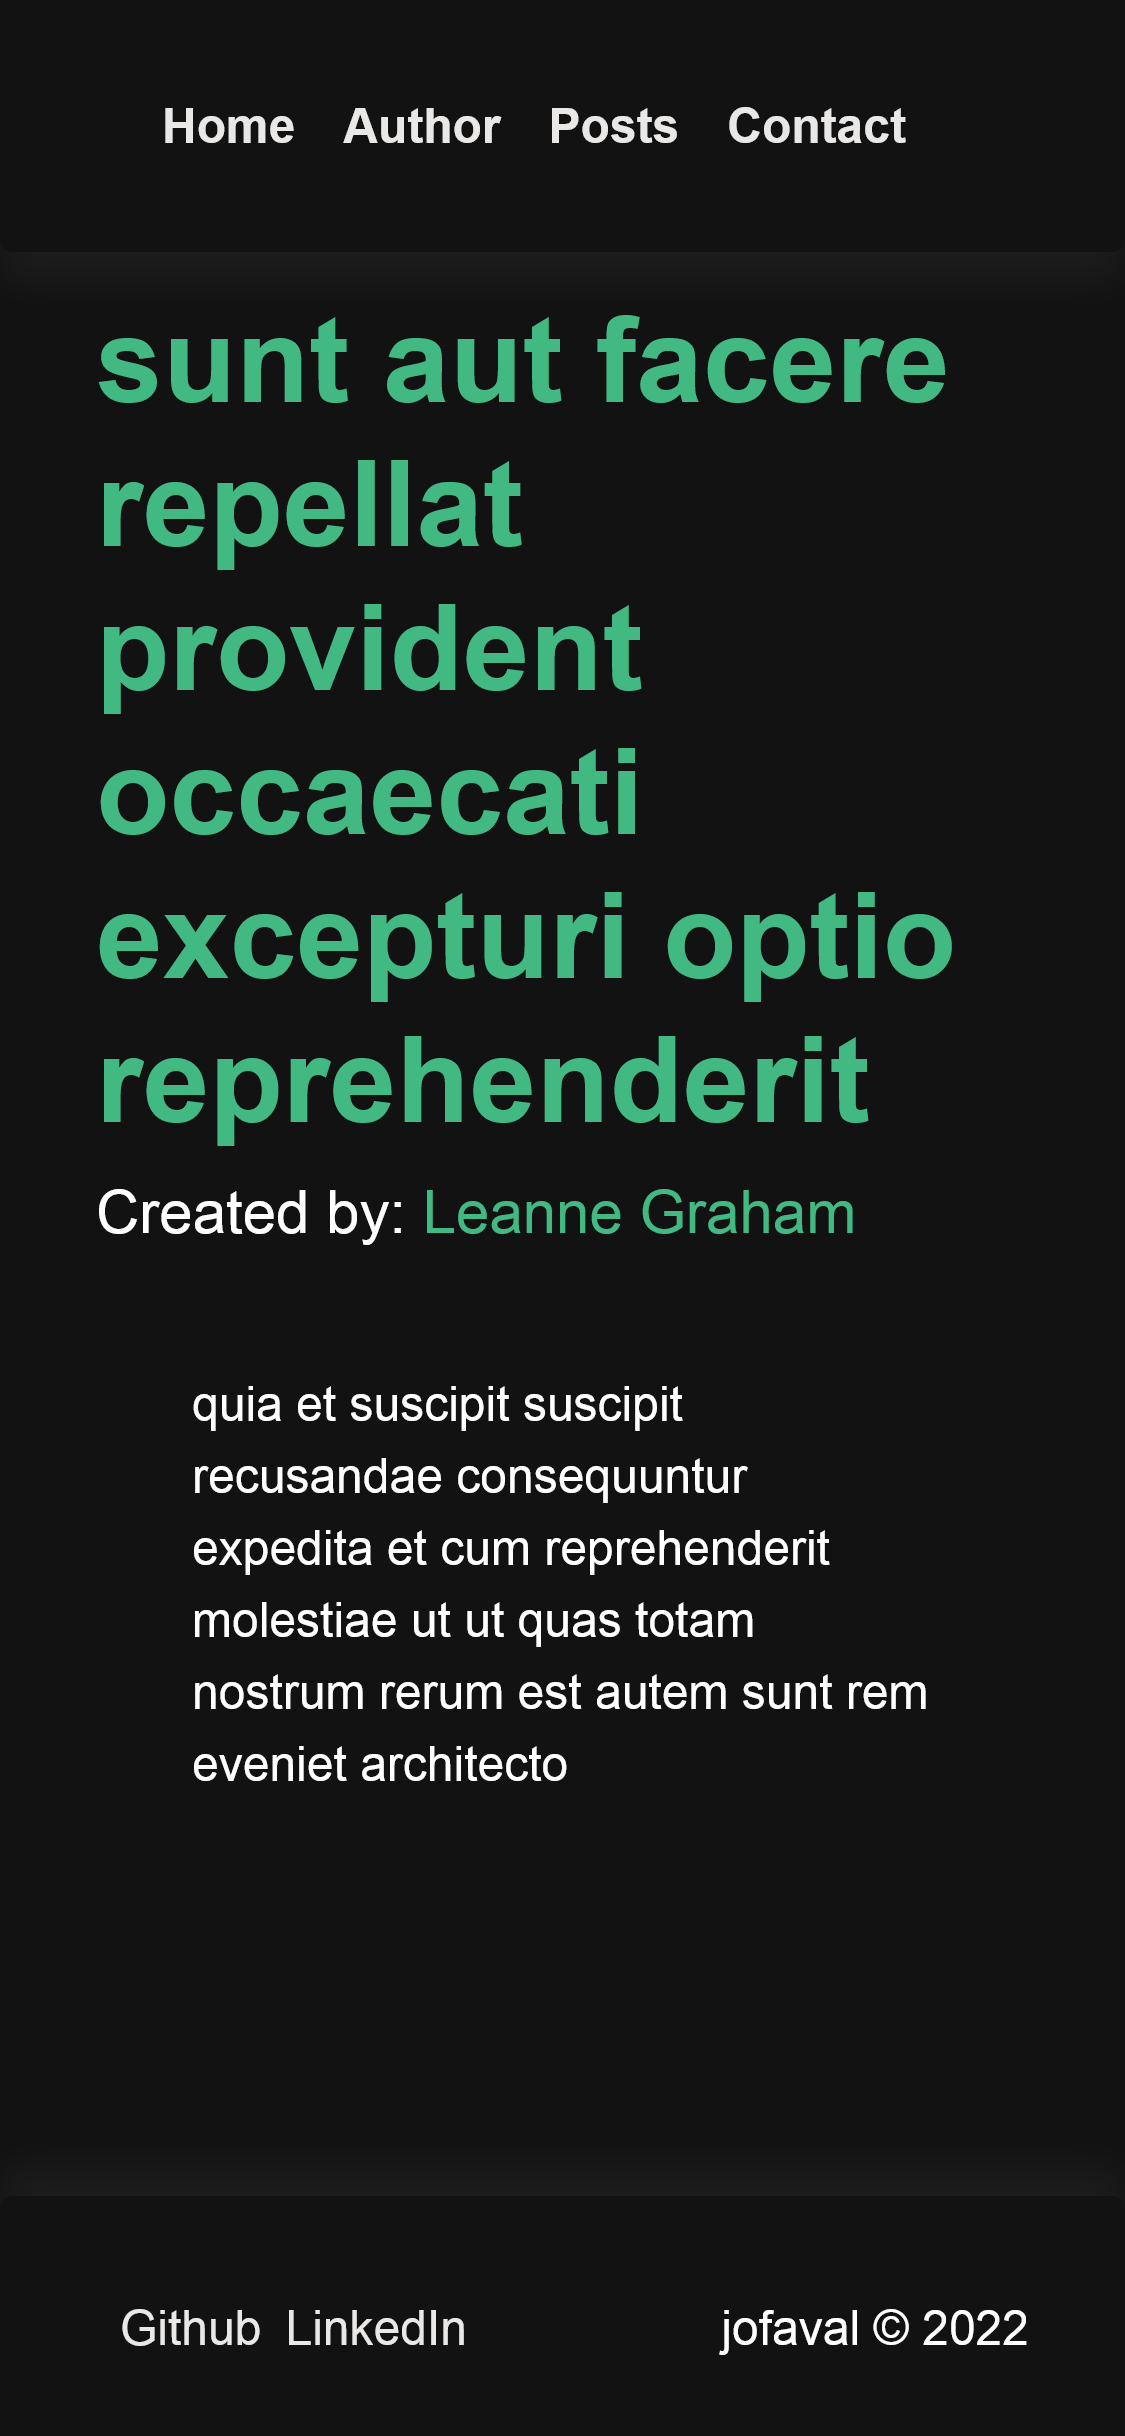 Home Author Posts Contact
sunt aut facere
repellat
provident
occaecati
excepturi optio
reprehenderit
Created by: Leanne Graham
quia et suscipit suscipit
recusandae consequuntur
expedita et cum reprehenderit
molestiae ut ut quas totam
nostrum rerum est autem sunt rem
eveniet architecto
Github LinkedIn jofaval © 2022